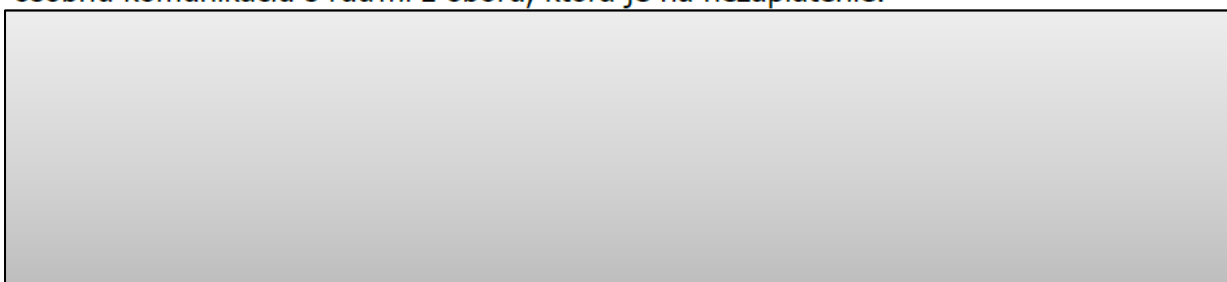 osobná komunikácia s ľuďmi z oboru, ktorá je na nezaplatenie.